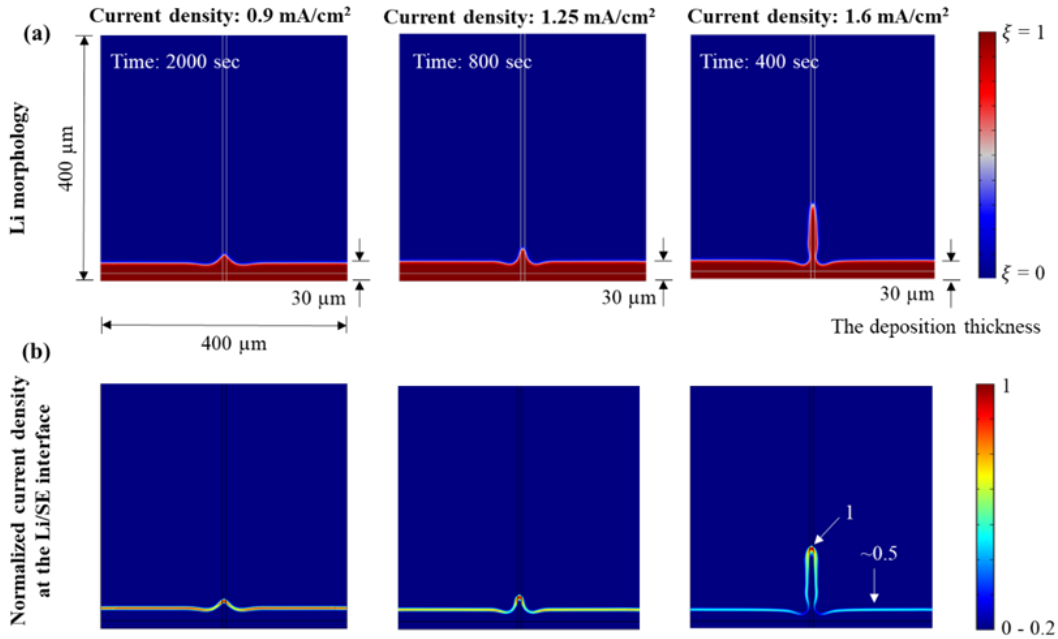 Current density: 0.9 mA/cm²
Current density: 1.25 mA/cm²
Current density: 1.6 mA/cm²
(a)
Li morphology
400 μm
Time: 2000 sec
Time: 800 sec
Time: 400 sec
ξ = 1
ξ = 0
30 μm
30 μm
30 μm
The deposition thickness
400 μm
(b)
Normalized current density
at the Li/SE interface
1
~0.5
1
0 - 0.2